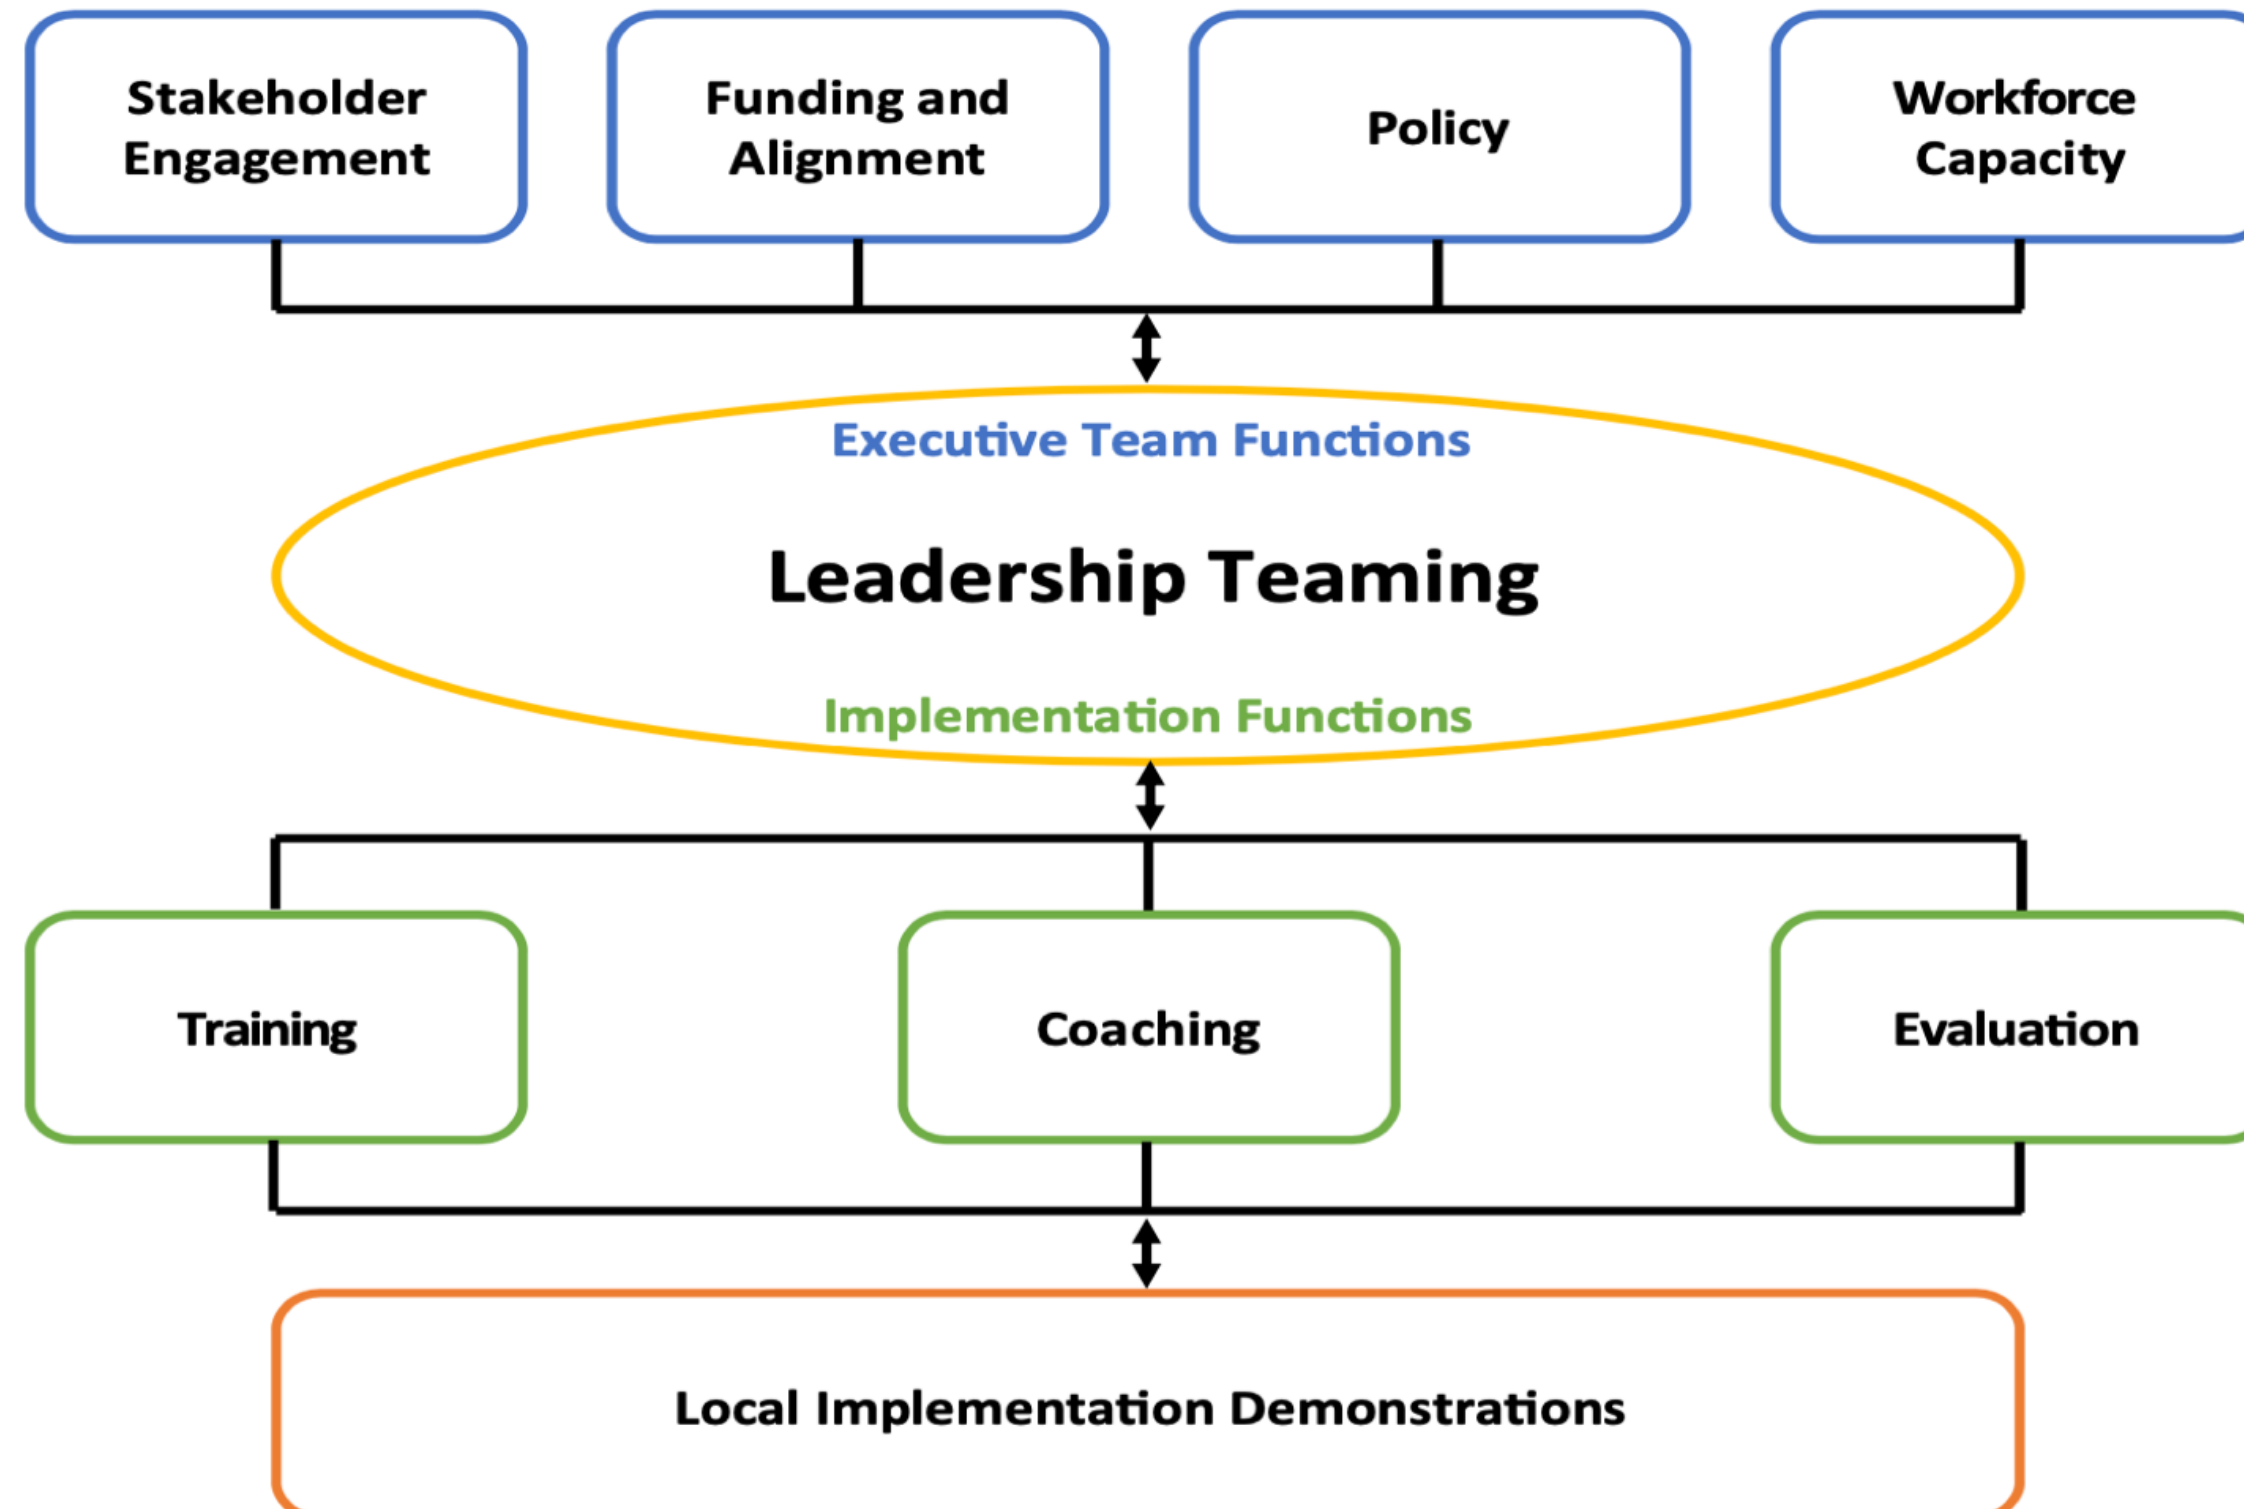 Stakeholder
Engagement
Funding and
Alignment
Policy
Workforce
Capacity
Executive Team Functions
Leadership Teaming
Implementation Functions
Training
Coaching
Evaluation
Local Implementation Demonstrations